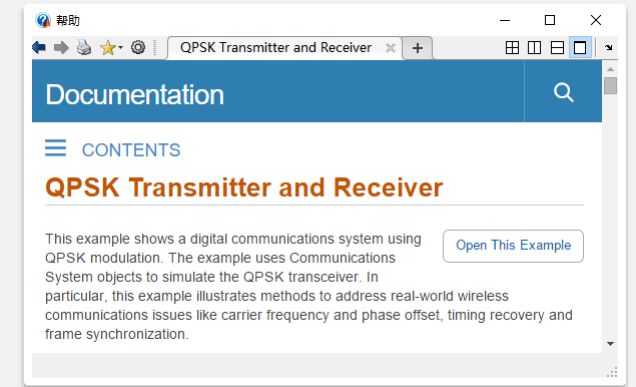 帮助
QPSK Transmitter and Receiver
Documentation
CONTENTS
QPSK Transmitter and Receiver
This example shows a digital communications system using
Open This Example
QPSK modulation. The example uses Communications
System objects to simulate the QPSK transceiver. In
particular, this example illustrates methods to address real-world wireless
communications issues like carrier frequency and phase offset, timing recovery and
frame synchronization.